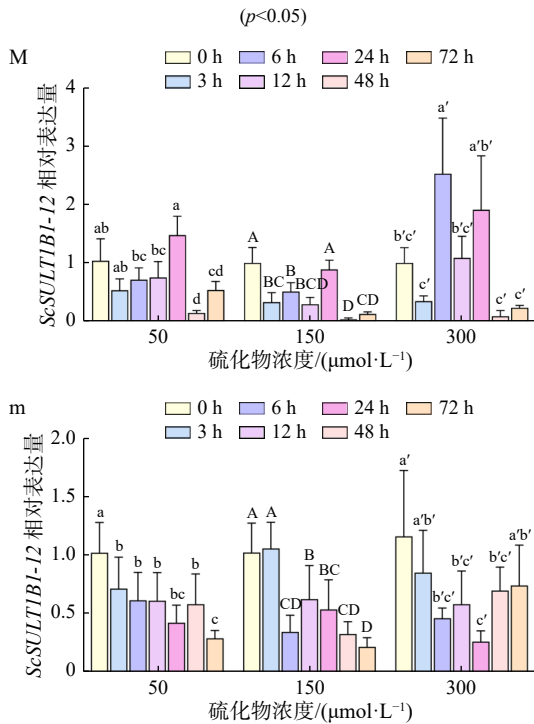 (p<0.05)
M
0 h 6 h 24 h 72 h
3 h 12 h 48 h
ScSULT1B1-12 相对表达量
4
3
2
1
0
ab ab bc bc a d cd
A BC B BCD A D CD
b′c′ c′ a′ b′c′ a′b′ c′ c′
50 150 300
硫化物浓度/(μmol·L⁻¹)
m
0 h 6 h 24 h 72 h
3 h 12 h 48 h
ScSULT1B1-12 相对表达量
2.0
1.5
1.0
0.5
0
a b b b bc b c
A A CD B BC CD D
a′ a′b′ b′c′ b′c′ c′ b′c′ a′b′
50 150 300
硫化物浓度/(μmol·L⁻¹)